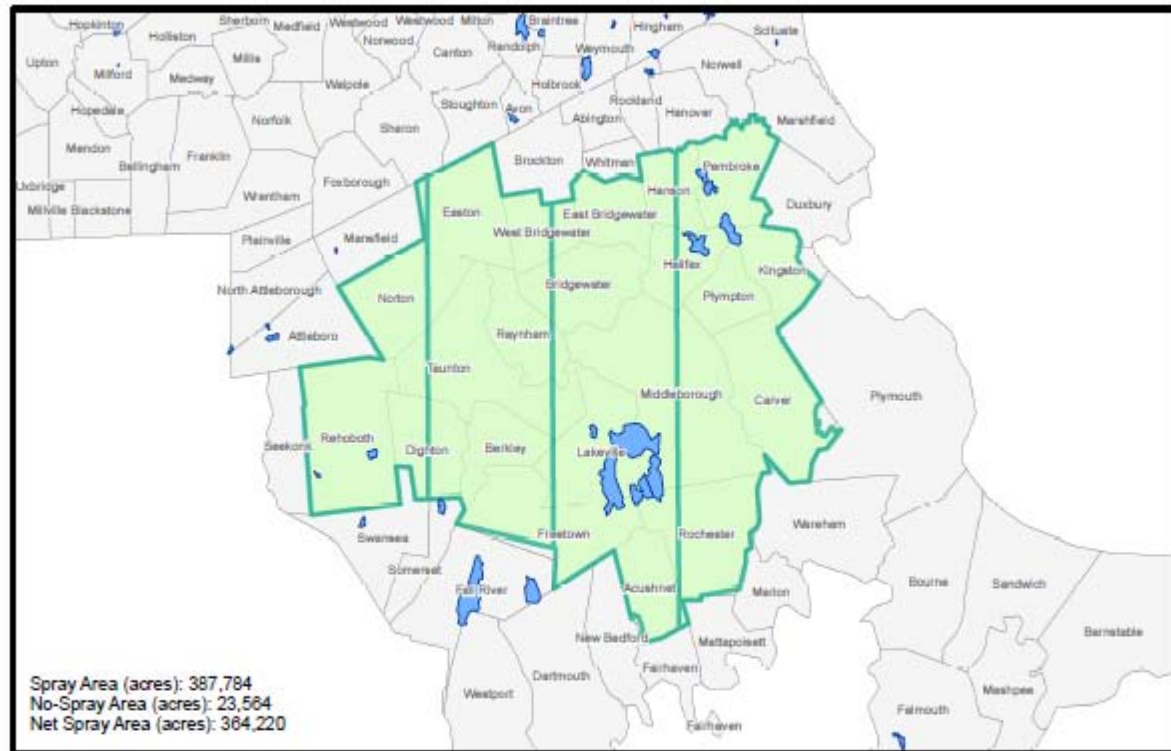 Hopkinton
Sherborn
Medfield
Westwood
Westwood
Milton
Braintree
Hingham
Scituate
Holliston
Norwood
Randolph
Weymouth
Upton
Milford
Medway
Millis
Walpole
Canton
Holbrook
Norwell
Hopedale
Stoughton
Avon
Rockland
Hanover
Mendon
Bellingham
Franklin
Norfolk
Sharon
Abington
Marshfield
Uxbridge
Wrentham
Foxborough
Brockton
Whitman
Pembroke
Millville
Blackstone
Plainville
Mansfield
Easton
West Bridgewater
East Bridgewater
Hanson
Duxbury
North Attleborough
Norton
Bridgewater
Halifax
Kingston
Plympton
Attleboro
Raynham
Taunton
Middleborough
Carver
Plymouth
Seekonk
Rehoboth
Dighton
Berkley
Lakeville
Swansea
Freetown
Rochester
Wareham
Somerset
Fall River
Acushnet
Marion
Bourne
Sandwich
New Bedford
Mattapoisett
Barnstable
Westport
Dartmouth
Fairhaven
Mashpee
Falmouth
Fairhaven
Spray Area (acres): 387,784
No-Spray Area (acres): 23,564
Net Spray Area (acres): 364,220